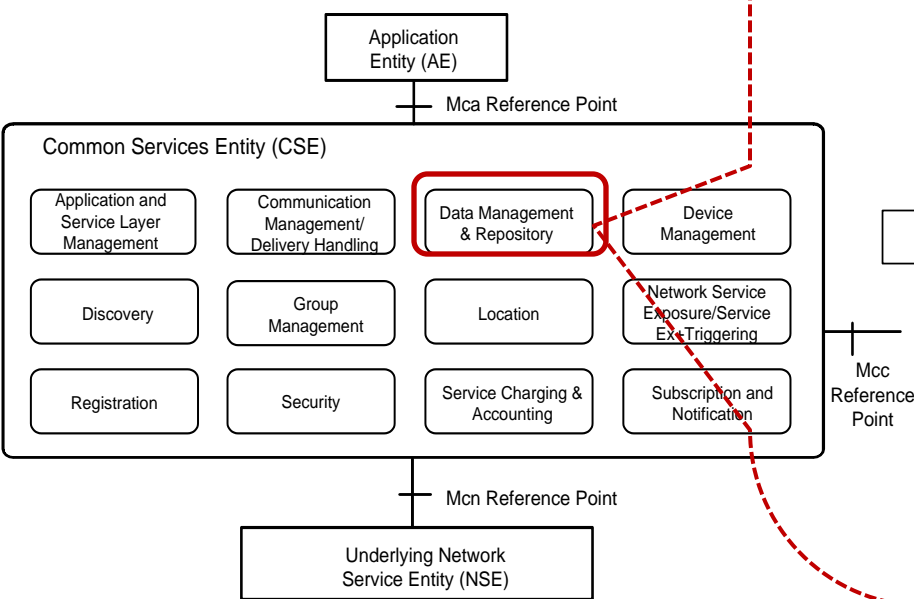 Application
Entity (AE)
Mca Reference Point
Common Services Entity (CSE)
Application and
Service Layer
Management
Communication
Management/
Delivery Handling
Data Management
& Repository
Device
Management
Discovery
Group
Management
Location
Network Service
Exposure/Service
Ex+Triggering
Registration
Security
Service Charging &
Accounting
Subscription and
Notification
Mcc
Reference
Point
Mcn Reference Point
Underlying Network
Service Entity (NSE)